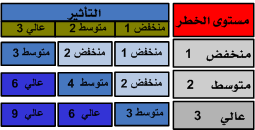 مستوى الخطر
التأثير
منخفض 1 متوسط 2 عالي 3
منخفض 1 منخفض 1 منخفض 2 متوسط 3
متوسط 2 منخفض 2 متوسط 4 عالي 6
عالي 3 متوسط 3 عالي 6 عالي 9